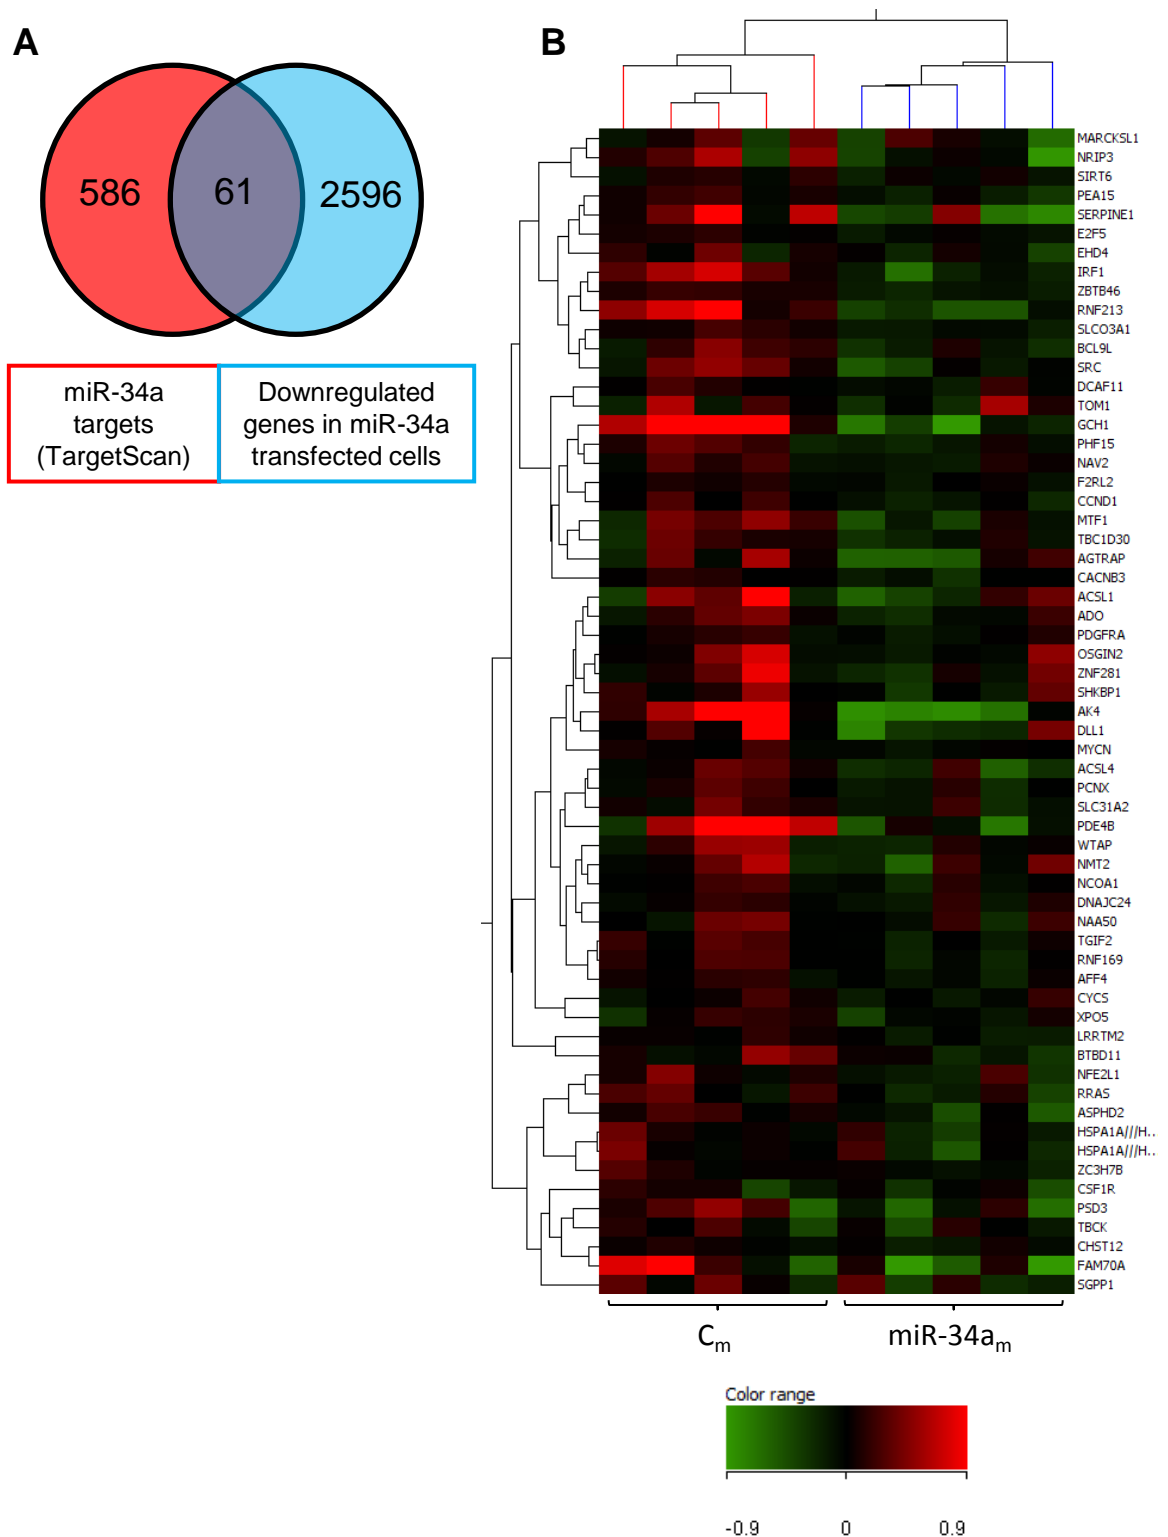 A
B
586
61
2596
miR-34a
targets
(TargetScan)
Downregulated
genes in miR-34a
transfected cells
MARCKSL1
NRIP3
SIRT6
PEA15
SERPINE1
E2F5
EHD4
IRF1
ZBTB46
RNF213
SLCO3A1
BCL9L
SRC
DCAF11
TOM1
GCH1
PHF15
NAV2
F2RL2
CCND1
MTF1
TBC1D30
AGTRAP
CACNB3
ACSL1
ADO
PDGFRA
OSGIN2
ZNF281
SHKBP1
AK4
DLL1
MYCN
ACSL4
PCNX
SLC31A2
PDE4B
WTAP
NMT2
NCOA1
DNAJC24
NAA50
TGIF2
RNF169
AFF4
CYCS
XPO5
LRRTM2
BTBD11
NFE2L1
RRAS
ASPHD2
HSPA1A///H..
HSPA1A///H..
ZC3H7B
CSF1R
PSD3
TBCK
CHST12
FAM70A
SGPP1
Cm miR-34am
Color range
-0.9 0 0.9